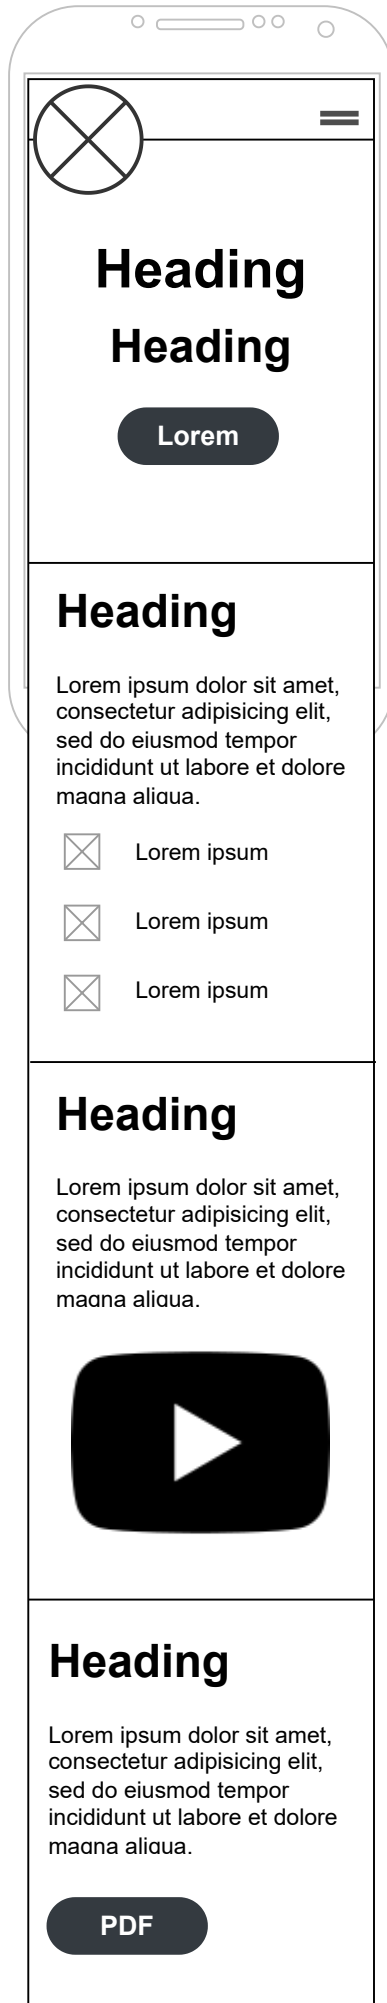 Heading
Heading
Lorem
Heading
Lorem ipsum dolor sit amet,
consectetur adipisicing elit,
sed do eiusmod tempor
incididunt ut labore et dolore
magna aliqua.
Lorem ipsum
Lorem ipsum
Lorem ipsum
Heading
Lorem ipsum dolor sit amet,
consectetur adipisicing elit,
sed do eiusmod tempor
incididunt ut labore et dolore
magna aliqua.
Heading
Lorem ipsum dolor sit amet,
consectetur adipisicing elit,
sed do eiusmod tempor
incididunt ut labore et dolore
magna aliqua.
PDF